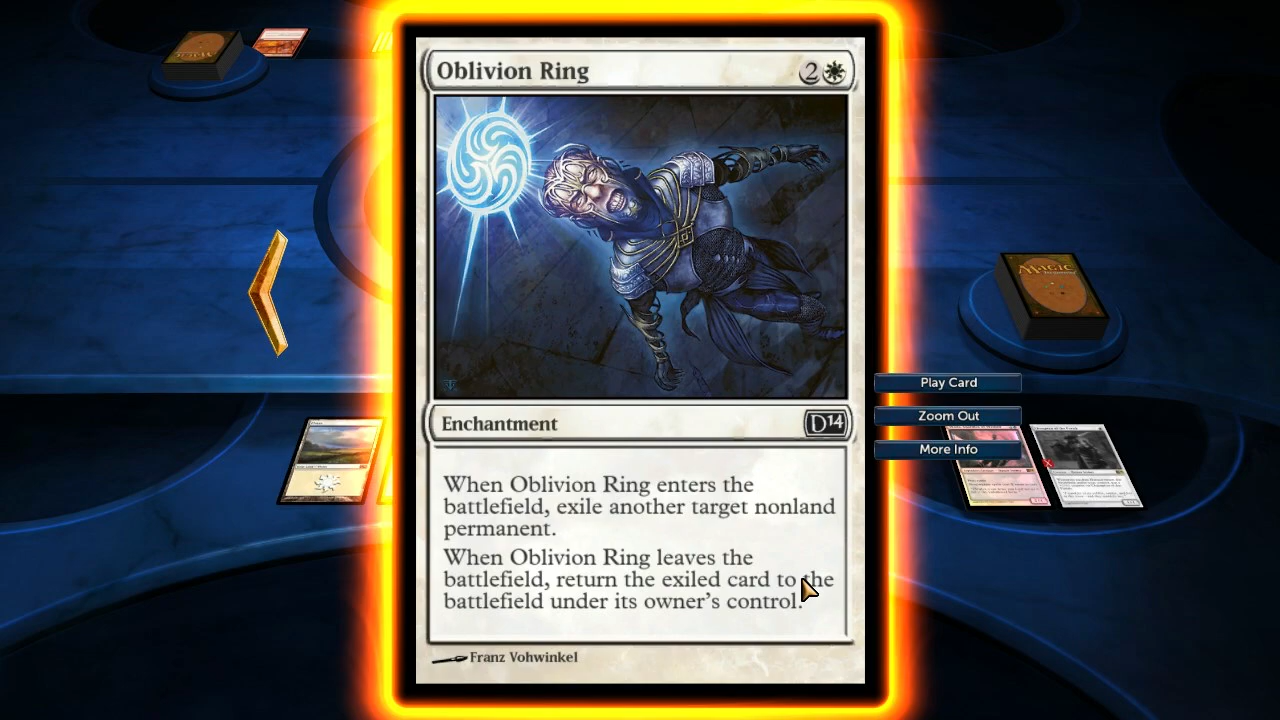 Oblivion Ring 2
Enchantment D14
When Oblivion Ring enters the
battlefield, exile another target nonland
permanent.
When Oblivion Ring leaves the
battlefield, return the exiled card to the
battlefield under its owner's control.
Franz Vohwinkel
MAGIC
Play Card
Zoom Out
More Info